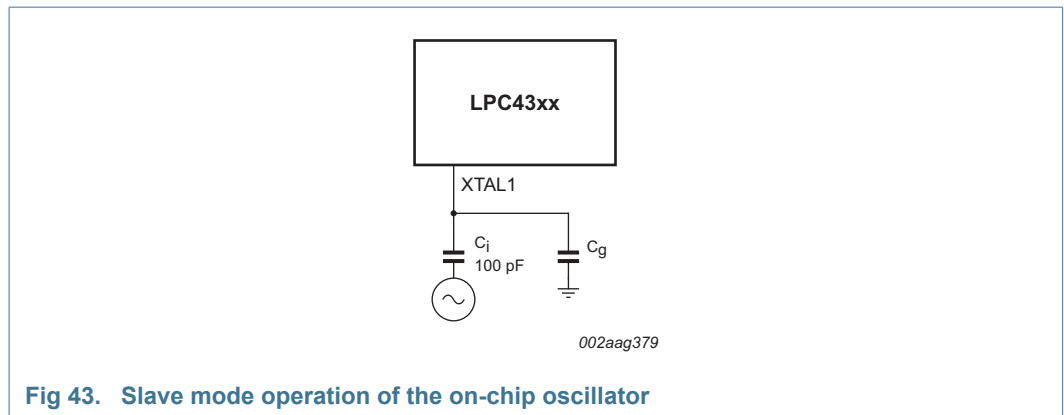 LPC43xx
XTAL1
Ci
100 pF
Cg
002aag379
Fig 43. Slave mode operation of the on-chip oscillator